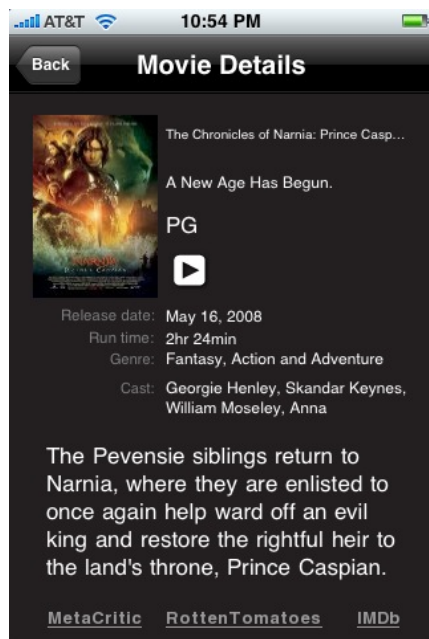 AT&T 10:54 PM
Back Movie Details
The Chronicles of Narnia: Prince Casp...
A New Age Has Begun.
PG
NARNIA
PRINCE CASPIAN
Release date: May 16, 2008
Run time: 2hr 24min
Genre: Fantasy, Action and Adventure
Cast: Georgie Henley, Skandar Keynes,
William Moseley, Anna
The Pevensie siblings return to
Narnia, where they are enlisted to
once again help ward off an evil
king and restore the rightful heir to
the land's throne, Prince Caspian.
MetaCritic RottenTomatoes IMDb